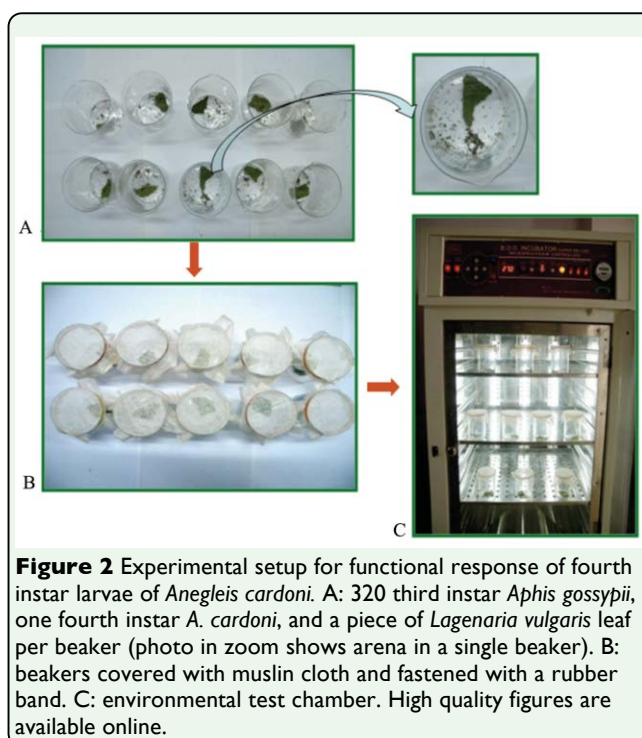 A
B
C
B.O.D. INCUBATOR
Figure 2 Experimental setup for functional response of fourth
instar larvae of Anegleis cardoni. A: 320 third instar Aphis gossypii,
one fourth instar A. cardoni, and a piece of Lagenaria vulgaris leaf
per beaker (photo in zoom shows arena in a single beaker). B:
beakers covered with muslin cloth and fastened with a rubber
band. C: environmental test chamber. High quality figures are
available online.